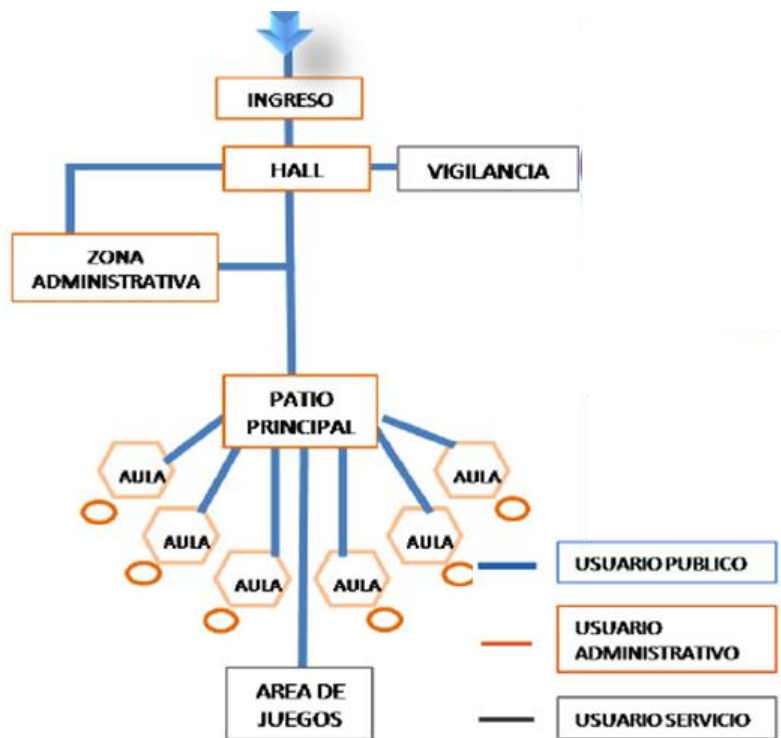 INGRESO
HALL
VIGILANCIA
ZONA
ADMINISTRATIVA
PATIO
PRINCIPAL
AULA
AULA
AULA
AULA
AULA
AULA
AREA DE
JUEGOS
USUARIO PUBLICO
USUARIO
ADMINISTRATIVO
USUARIO SERVICIO